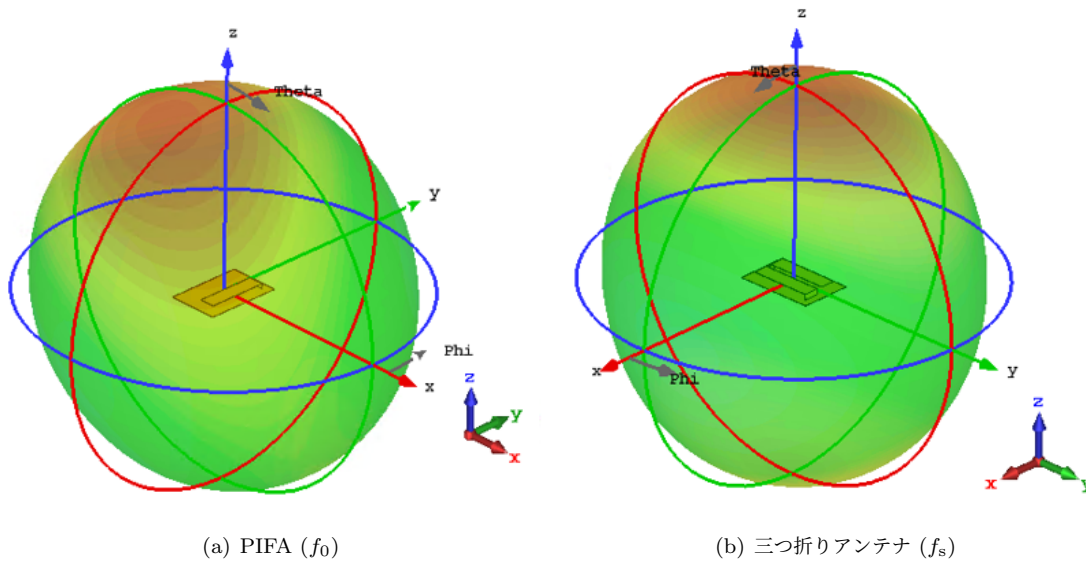 z
Theta
y
Phi
x
z
y
x
(a) PIFA (f₀)
z
Theta
x
Phi
y
z
x
y
(b) 三つ折りアンテナ (fₛ)